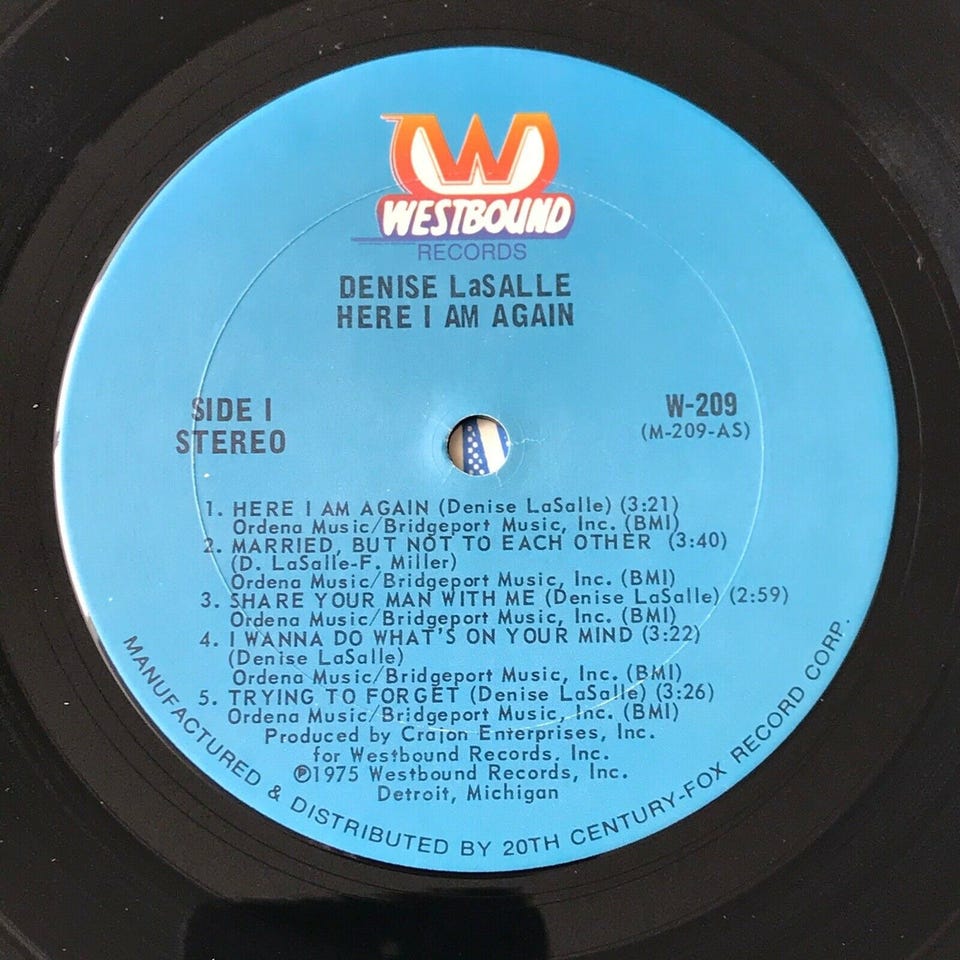 W
WESTBOUND
RECORDS
DENISE LaSALLE
HERE I AM AGAIN
SIDE I
STEREO
W-209
(M-209-AS)
1. HERE I AM AGAIN (Denise LaSalle) (3:21)
Ordena Music/Bridgeport Music, Inc. (BMI)
2. MARRIED, BUT NOT TO EACH OTHER (3:40)
(D. LaSalle-F. Miller)
Ordena Music/Bridgeport Music, Inc. (BMI)
3. SHARE YOUR MAN WITH ME (Denise LaSalle) (2:59)
Ordena Music/Bridgeport Music, Inc. (BMI)
4. I WANNA DO WHAT'S ON YOUR MIND (3:22)
(Denise LaSalle)
Ordena Music/Bridgeport Music, Inc. (BMI)
5. TRYING TO FORGET (Denise LaSalle) (3:26)
Ordena Music/Bridgeport Music, Inc. (BMI)
Produced by Crajon Enterprises, Inc.
for Westbound Records, Inc.
℗1975 Westbound Records, Inc.
Detroit, Michigan
MANUFACTURED & DISTRIBUTED BY 20TH CENTURY-FOX RECORD CORP.